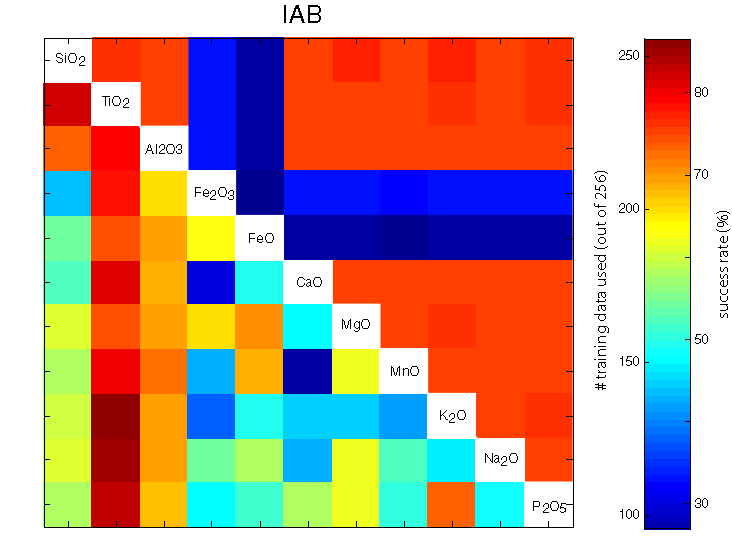 IAB
SiO2
TiO2
Al2O3
Fe2O3
FeO
CaO
MgO
MnO
K2O
Na2O
P2O5
250
200
150
100
# training data used (out of 256)
80
70
50
30
success rate (%)